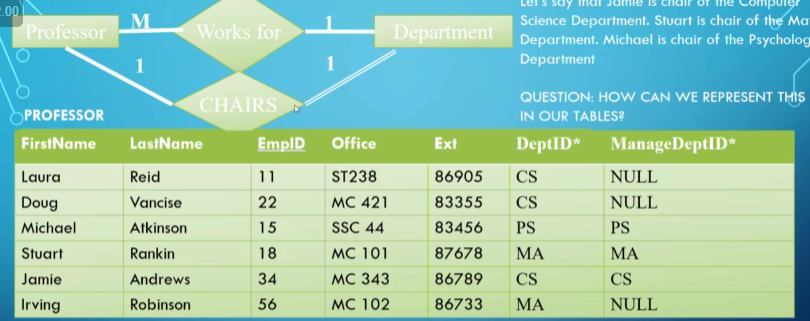 2.00
Let's say that Jamie is chair of the Computer
Professor M Works for 1 Department
Science Department. Stuart is chair of the Ma
Department. Michael is chair of the Psycholog
Department
1 1
CHAIRS
QUESTION: HOW CAN WE REPRESENT THIS
IN OUR TABLES?
PROFESSOR
FirstName LastName EmpID Office Ext DeptID* ManageDeptID*
Laura Reid 11 ST238 86905 CS NULL
Doug Vancise 22 MC 421 83355 CS NULL
Michael Atkinson 15 SSC 44 83456 PS PS
Stuart Rankin 18 MC 101 87678 MA MA
Jamie Andrews 34 MC 343 86789 CS CS
Irving Robinson 56 MC 102 86733 MA NULL